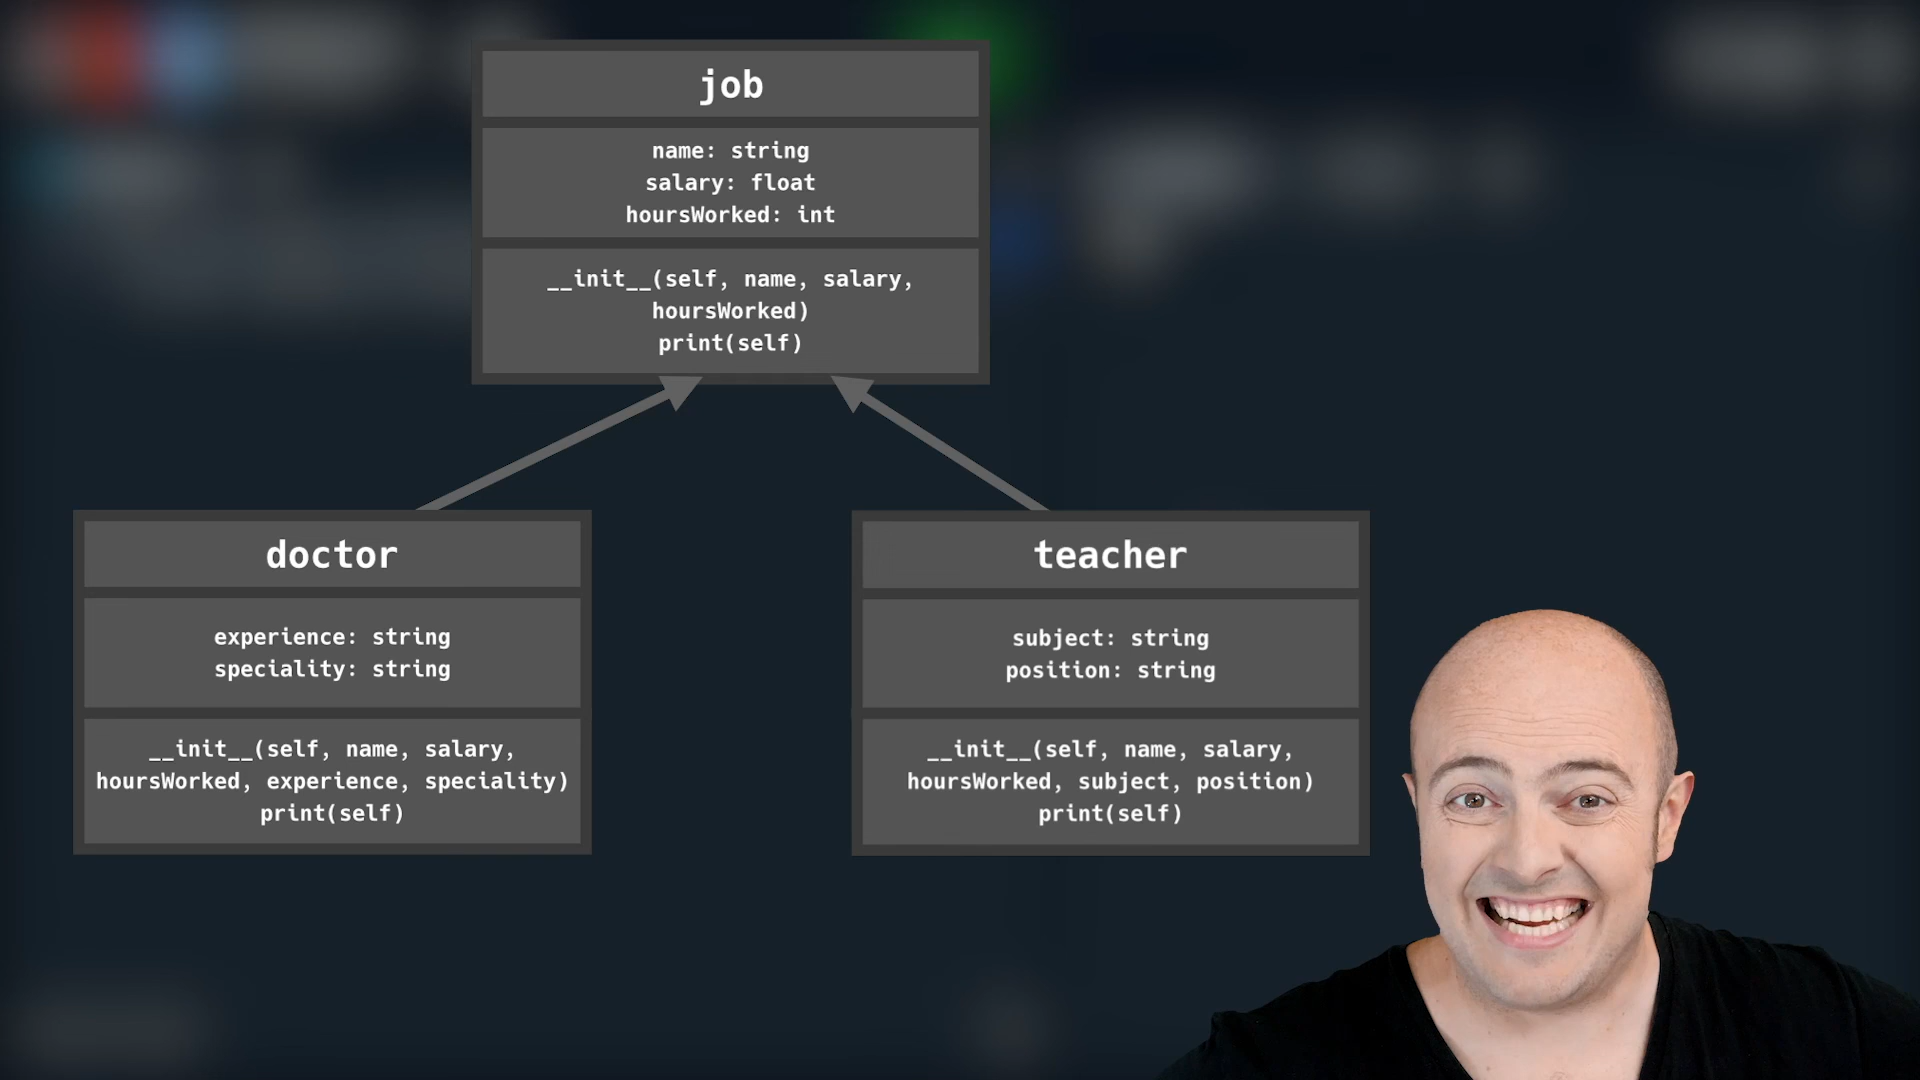 job
name: string
salary: float
hoursWorked: int
__init__(self, name, salary,
hoursWorked)
print(self)
doctor
experience: string
speciality: string
__init__(self, name, salary,
hoursWorked, experience, speciality)
print(self)
teacher
subject: string
position: string
__init__(self, name, salary,
hoursWorked, subject, position)
print(self)